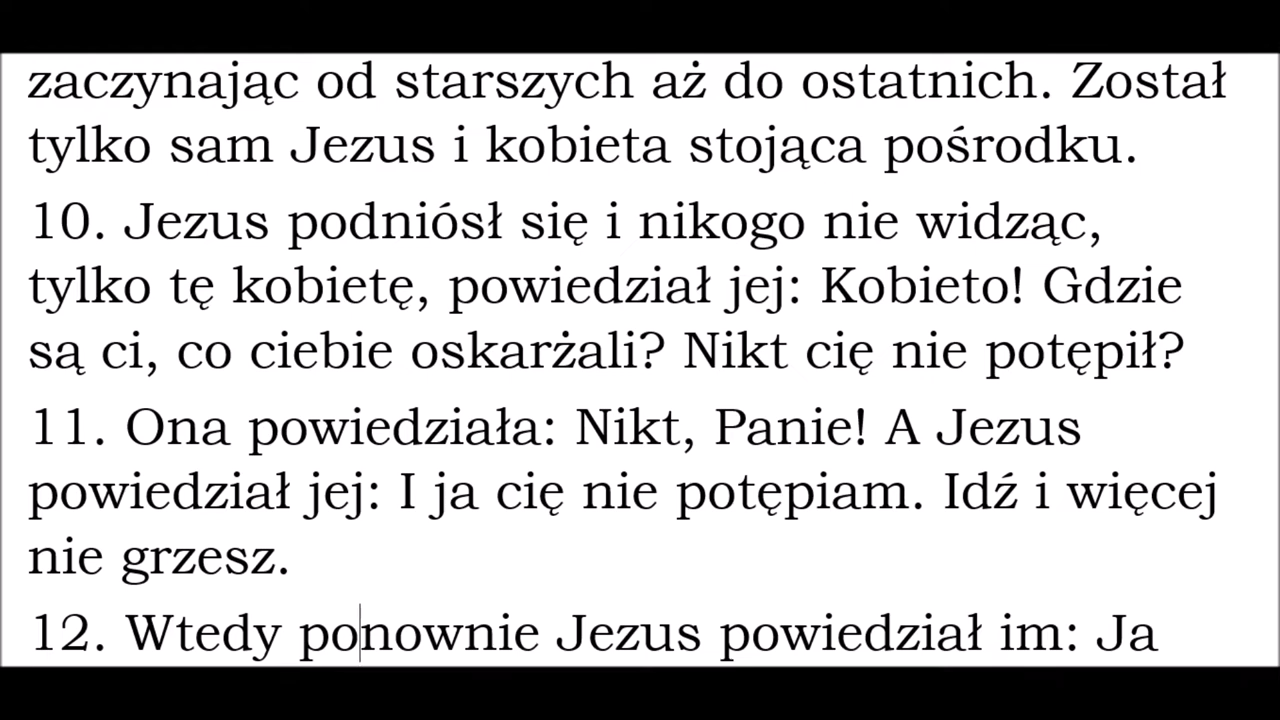 zaczynając od starszych aż do ostatnich. Został
tylko sam Jezus i kobieta stojąca pośrodku.
10. Jezus podniósł się i nikogo nie widząc,
tylko tę kobietę, powiedział jej: Kobieto! Gdzie
są ci, co ciebie oskarżali? Nikt cię nie potępił?
11. Ona powiedziała: Nikt, Panie! A Jezus
powiedział jej: I ja cię nie potępiam. Idź i więcej
nie grzesz.
12. Wtedy ponownie Jezus powiedział im: Ja